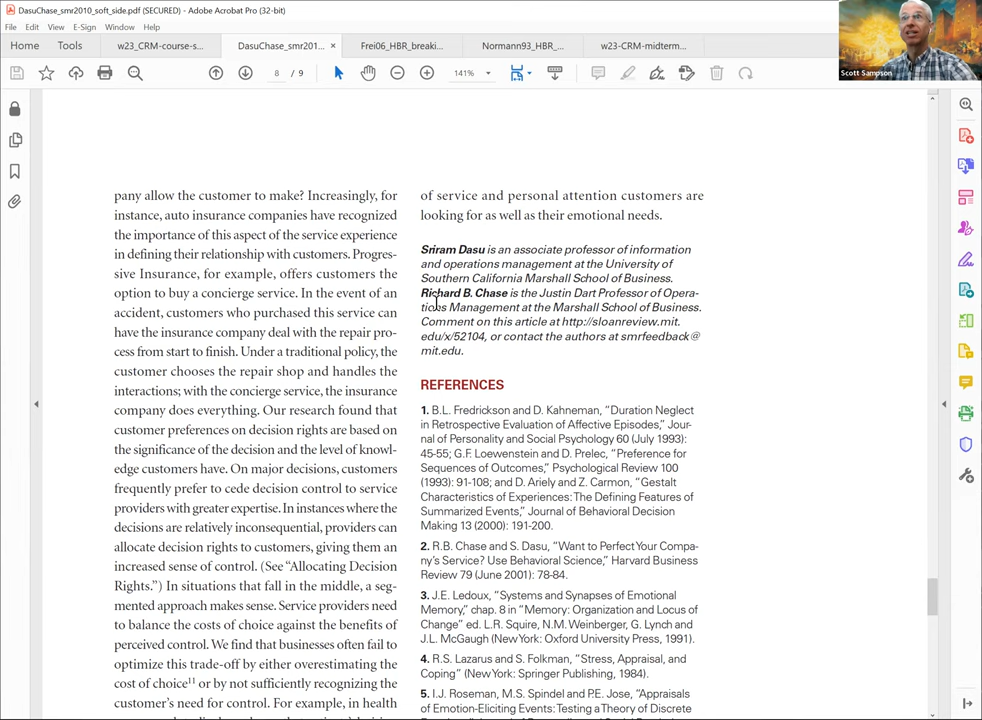 DasuChase_smr2010_soft_side.pdf (SECURED) - Adobe Acrobat Pro (32-bit)
File Edit View E-Sign Window Help
Home Tools w23_CRM-course-s... DasuChase_smr201... × Frei06_HBR_breaki... Normann93_HBR_... w23-CRM-midterm...
8 / 9 141%
Scott Sampson
pany allow the customer to make? Increasingly, for
instance, auto insurance companies have recognized
the importance of this aspect of the service experience
in defining their relationship with customers. Progres-
sive Insurance, for example, offers customers the
option to buy a concierge service. In the event of an
accident, customers who purchased this service can
have the insurance company deal with the repair pro-
cess from start to finish. Under a traditional policy, the
customer chooses the repair shop and handles the
interactions; with the concierge service, the insurance
company does everything. Our research found that
customer preferences on decision rights are based on
the significance of the decision and the level of knowl-
edge customers have. On major decisions, customers
frequently prefer to cede decision control to service
providers with greater expertise. In instances where the
decisions are relatively inconsequential, providers can
allocate decision rights to customers, giving them an
increased sense of control. (See “Allocating Decision
Rights.”) In situations that fall in the middle, a seg-
mented approach makes sense. Service providers need
to balance the costs of choice against the benefits of
perceived control. We find that businesses often fail to
optimize this trade-off by either overestimating the
cost of choice¹¹ or by not sufficiently recognizing the
customer’s need for control. For example, in health
of service and personal attention customers are
looking for as well as their emotional needs.
Sriram Dasu is an associate professor of information
and operations management at the University of
Southern California Marshall School of Business.
Richard B. Chase is the Justin Dart Professor of Opera-
tions Management at the Marshall School of Business.
Comment on this article at http://sloanreview.mit.
edu/x/52104, or contact the authors at smrfeedback@
mit.edu.
REFERENCES
1. B.L. Fredrickson and D. Kahneman, “Duration Neglect
in Retrospective Evaluation of Affective Episodes,” Jour-
nal of Personality and Social Psychology 60 (July 1993):
45-55; G.F. Loewenstein and D. Prelec, “Preference for
Sequences of Outcomes,” Psychological Review 100
(1993): 91-108; and D. Ariely and Z. Carmon, “Gestalt
Characteristics of Experiences: The Defining Features of
Summarized Events,” Journal of Behavioral Decision
Making 13 (2000): 191-200.
2. R.B. Chase and S. Dasu, “Want to Perfect Your Compa-
ny’s Service? Use Behavioral Science,” Harvard Business
Review 79 (June 2001): 78-84.
3. J.E. Ledoux, “Systems and Synapses of Emotional
Memory,” chap. 8 in “Memory: Organization and Locus of
Change” ed. L.R. Squire, N.M. Weinberger, G. Lynch and
J.L. McGaugh (New York: Oxford University Press, 1991).
4. R.S. Lazarus and S. Folkman, “Stress, Appraisal, and
Coping” (New York: Springer Publishing, 1984).
5. I.J. Roseman, M.S. Spindel and P.E. Jose, “Appraisals
of Emotion-Eliciting Events: Testing a Theory of Discrete